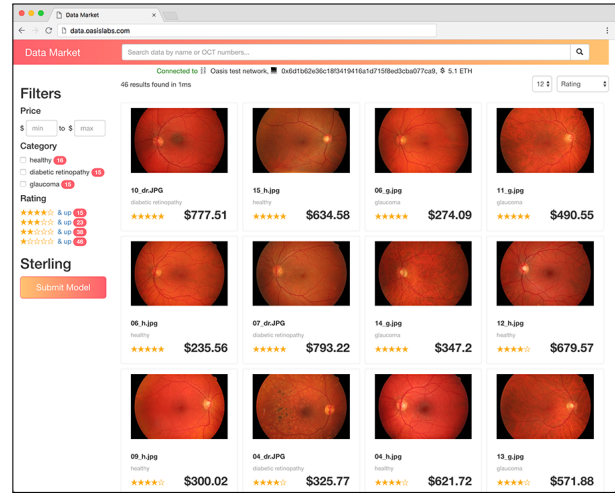 Data Market
data.oasislabs.com
Data Market
Search data by name or OCT numbers...
Connected to Oasis test network, 0x6d1b62e36c18f3419416a1d715f8ed3cba077ca9, $ 5.1 ETH
46 results found in 1ms
12
Rating
Filters
Price
$ min to $ max
Category
healthy 16
diabetic retinopathy 15
glaucoma 15
Rating
& up 15
& up 23
& up 38
& up 46
Sterling
Submit Model
10_dr.JPG
diabetic retinopathy
$777.51
15_h.jpg
healthy
$634.58
06_g.jpg
glaucoma
$274.09
11_g.jpg
glaucoma
$490.55
06_h.jpg
healthy
$235.56
07_dr.JPG
diabetic retinopathy
$793.22
14_g.jpg
glaucoma
$347.2
12_h.jpg
healthy
$679.57
09_h.jpg
healthy
$300.02
04_dr.JPG
diabetic retinopathy
$325.77
04_h.jpg
healthy
$621.72
13_g.jpg
glaucoma
$571.88